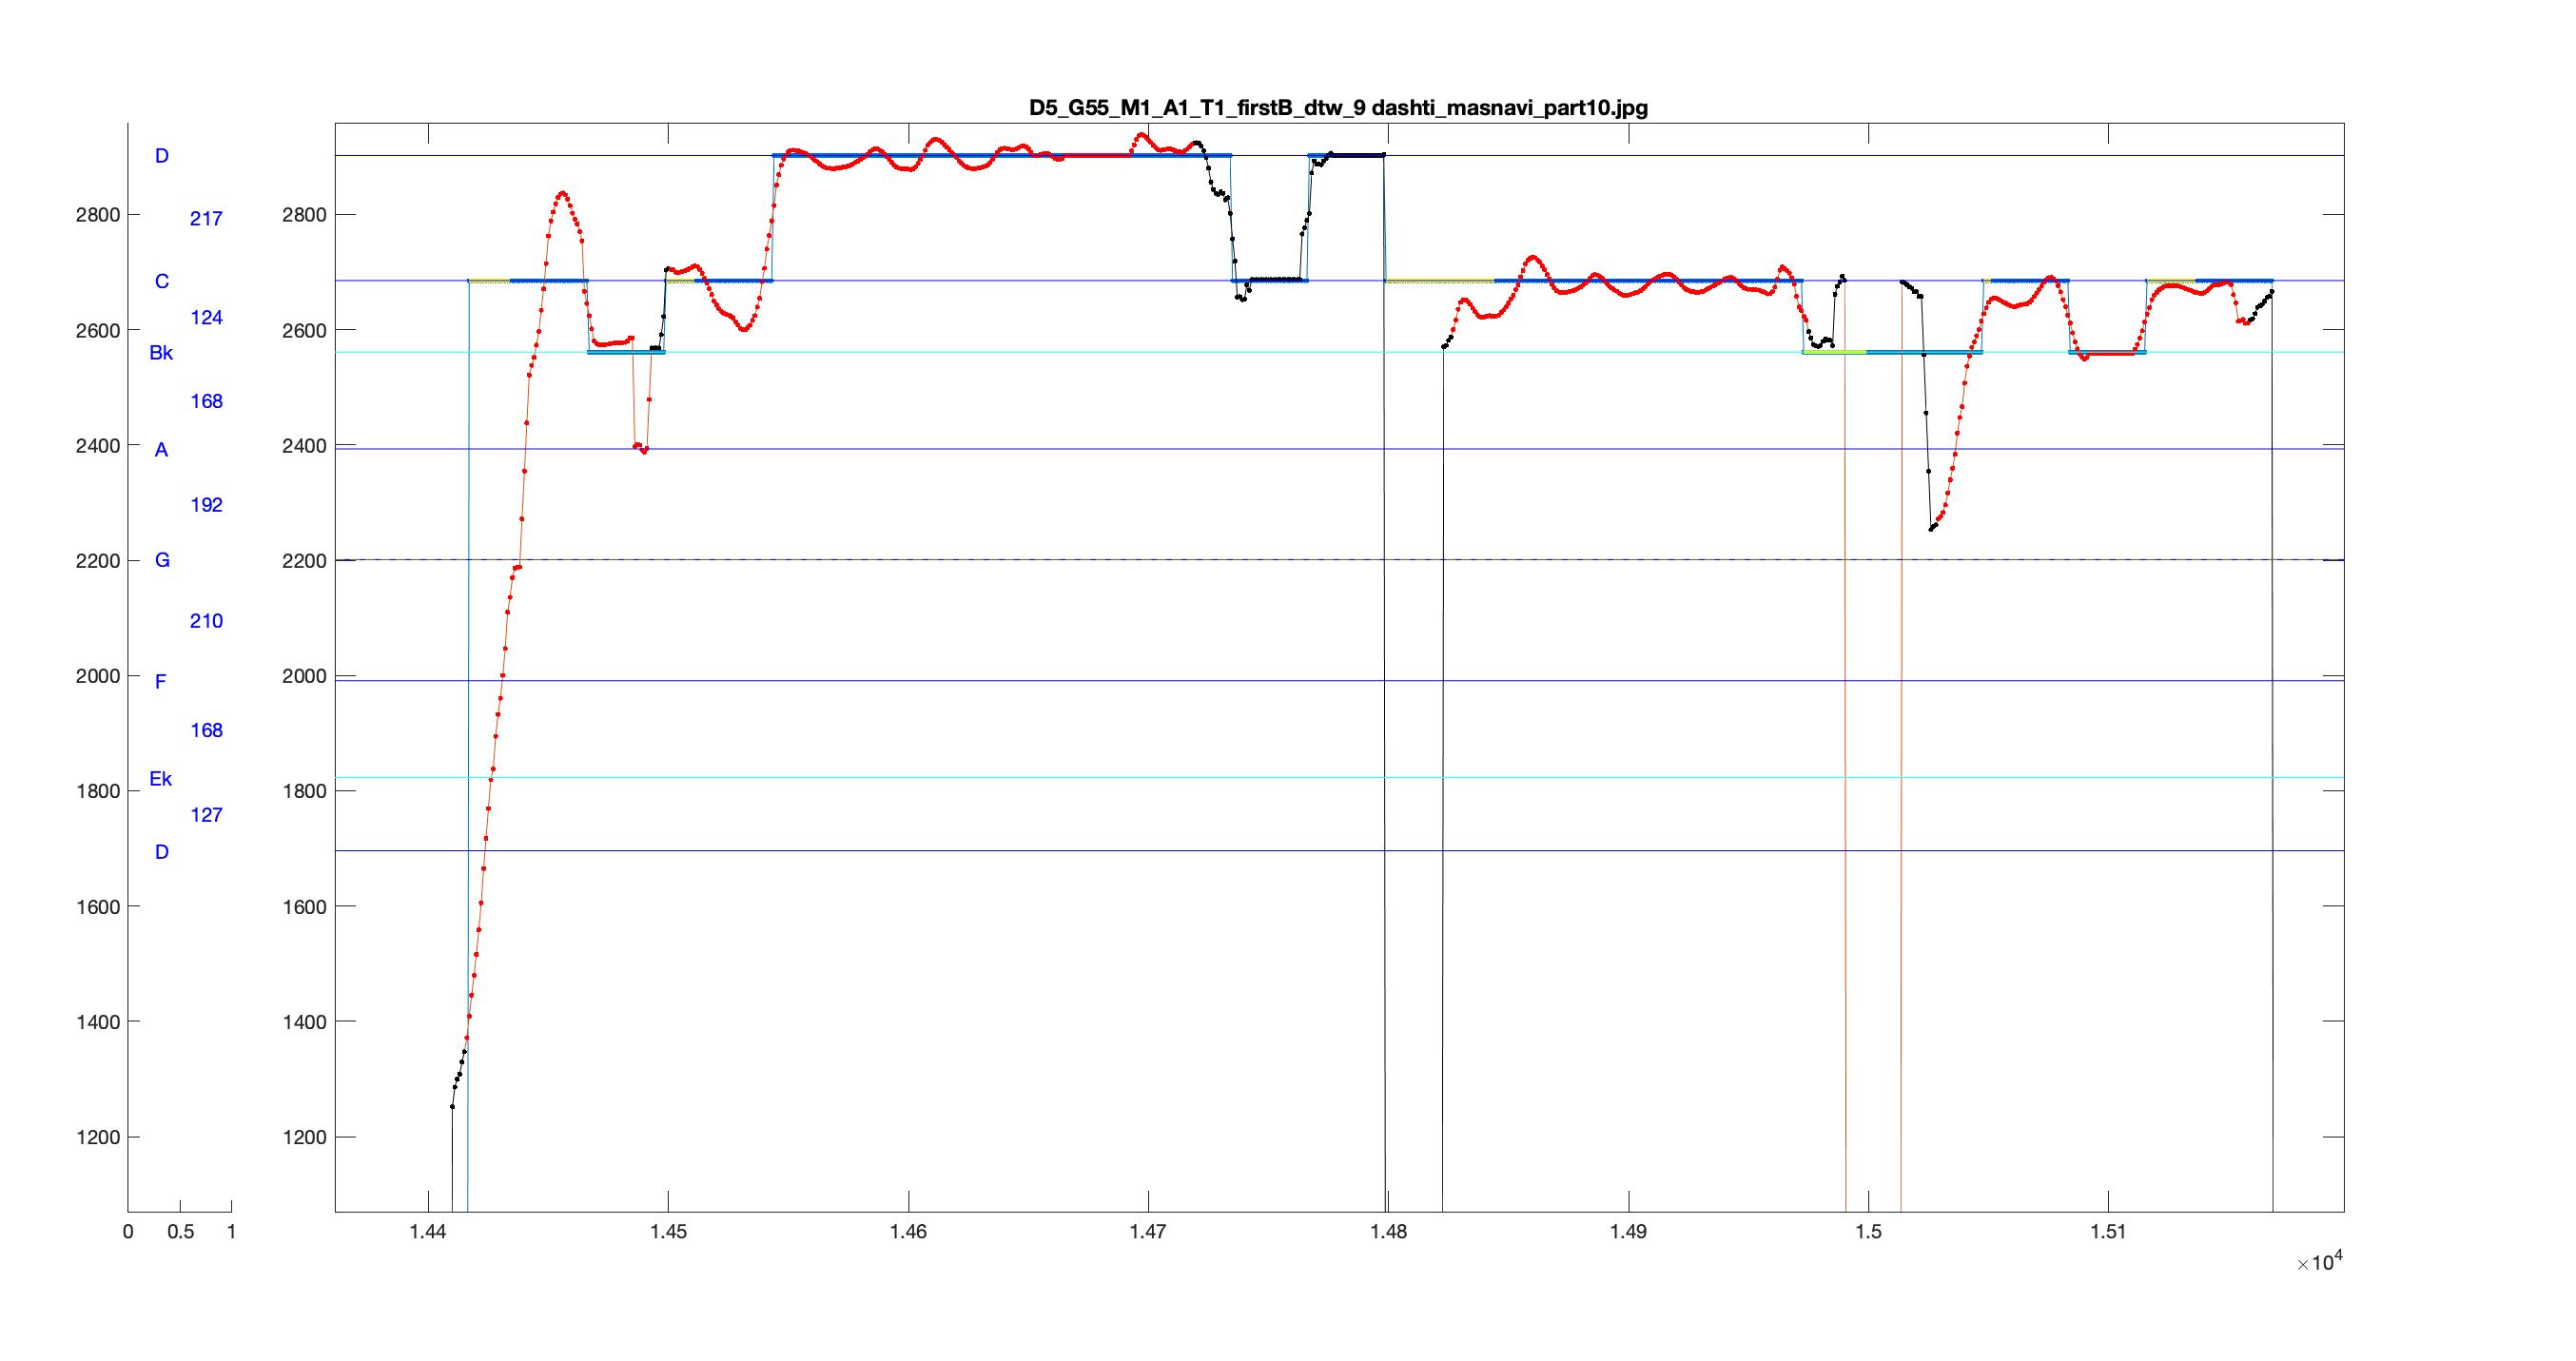 D5_G55_M1_A1_T1_firstB_dtw_9 dashti_masnavi_part10.jpg
D
2800 217 2800
C
2600 124 2600
Bk
168
2400 A 2400
192
2200 G 2200
210
2000 F 2000
168
1800 Ek 1800
127
D
1600 1600
1400 1400
1200 1200
0 0.5 1 1.44 1.45 1.46 1.47 1.48 1.49 1.5 1.51
×10⁴